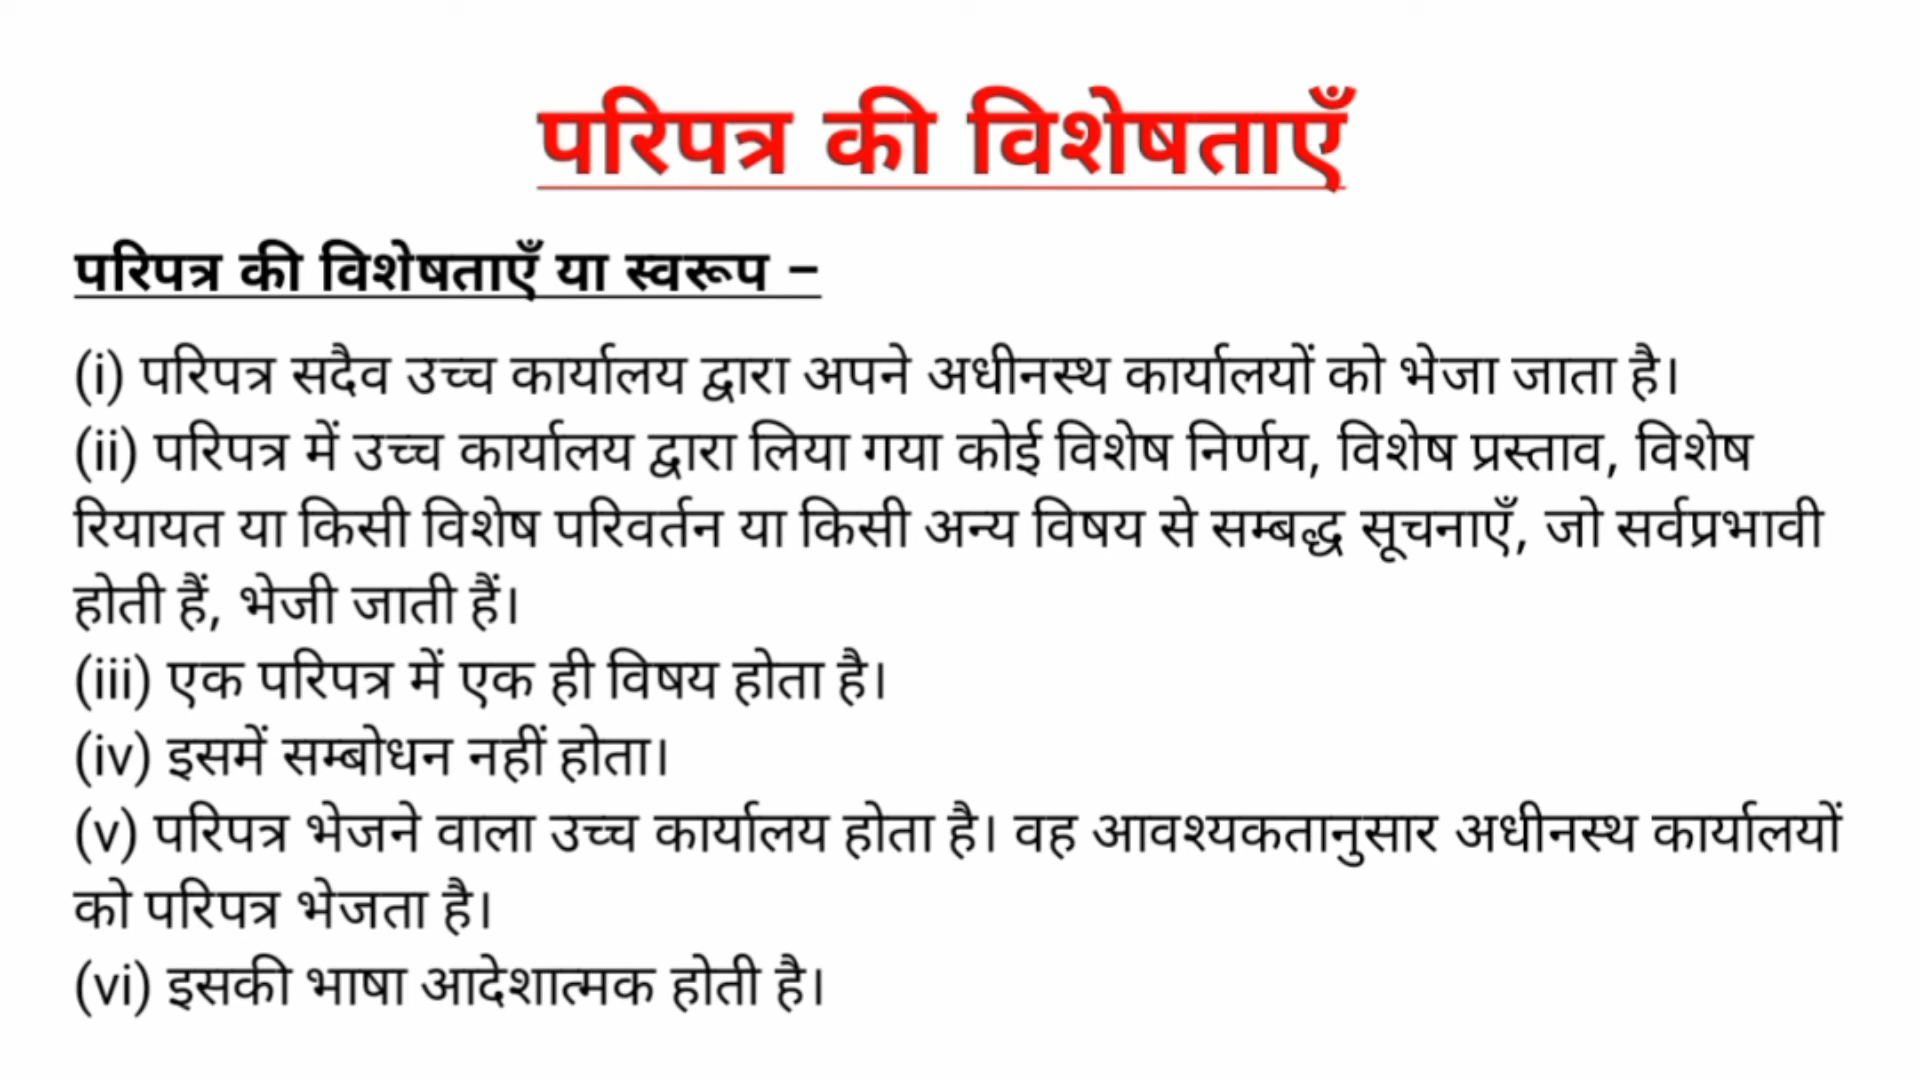 परिपत्र की विशेषताएँ
परिपत्र की विशेषताएँ या स्वरूप –
(i) परिपत्र सदैव उच्च कार्यालय द्वारा अपने अधीनस्थ कार्यालयों को भेजा जाता है।
(ii) परिपत्र में उच्च कार्यालय द्वारा लिया गया कोई विशेष निर्णय, विशेष प्रस्ताव, विशेष
रियायत या किसी विशेष परिवर्तन या किसी अन्य विषय से सम्बद्ध सूचनाएँ, जो सर्वप्रभावी
होती हैं, भेजी जाती हैं।
(iii) एक परिपत्र में एक ही विषय होता है।
(iv) इसमें सम्बोधन नहीं होता।
(v) परिपत्र भेजने वाला उच्च कार्यालय होता है। वह आवश्यकतानुसार अधीनस्थ कार्यालयों
को परिपत्र भेजता है।
(vi) इसकी भाषा आदेशात्मक होती है।